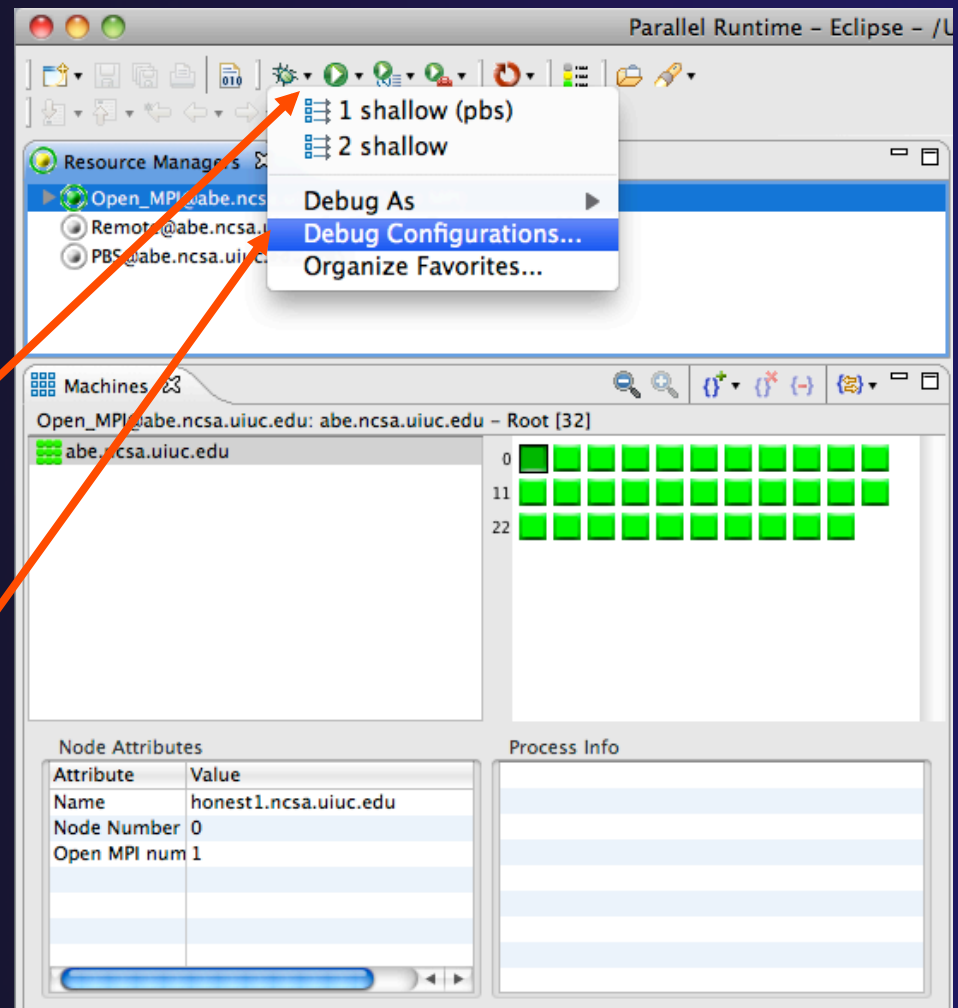 Parallel Runtime – Eclipse – /U
010
1 shallow (pbs)
2 shallow
Debug As
Debug Configurations...
Organize Favorites...
Resource Managers
Open_MPI@abe.ncs
Remote@abe.ncsa.u
PBS@abe.ncsa.uiuc.
Machines
Open_MPI@abe.ncsa.uiuc.edu: abe.ncsa.uiuc.edu – Root [32]
abe.ncsa.uiuc.edu
0
11
22
Node Attributes
Process Info
Attribute Value
Name honest1.ncsa.uiuc.edu
Node Number 0
Open MPI num 1